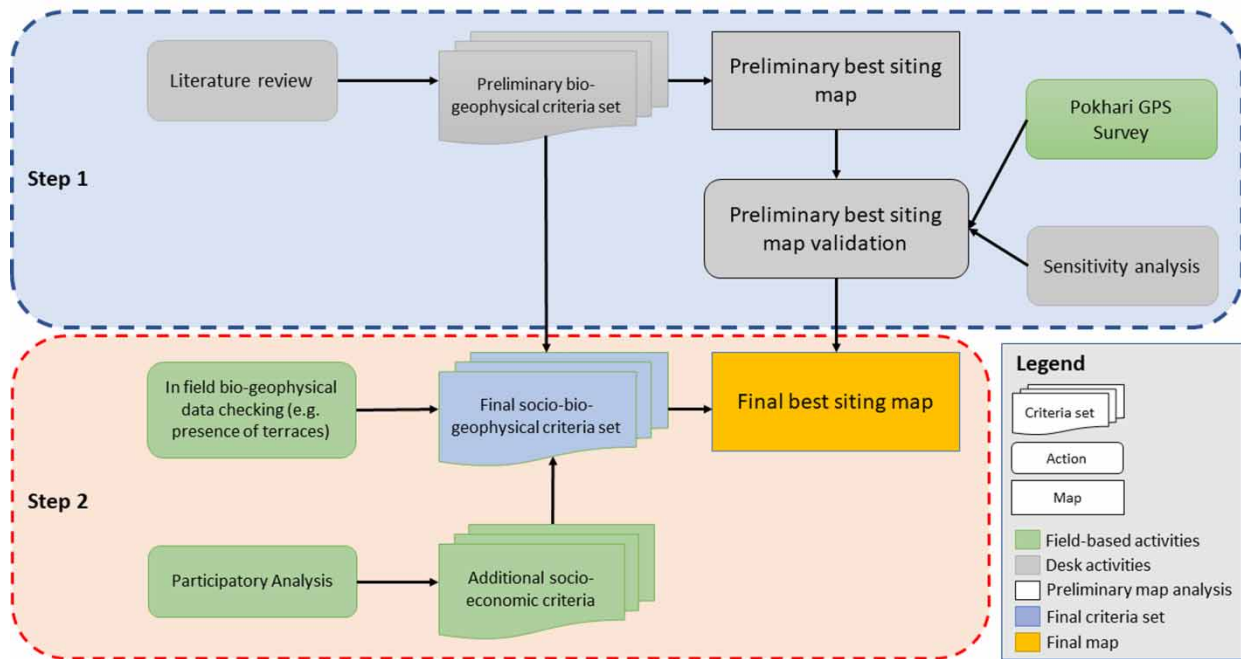 Literature review
Preliminary bio-
geophysical criteria set
Preliminary best siting
map
Pokhari GPS
Survey
Step 1
Preliminary best siting
map validation
Sensitivity analysis
In field bio-geophysical
data checking (e.g.
presence of terraces)
Final socio-bio-
geophysical criteria set
Final best siting map
Step 2
Participatory Analysis
Additional socio-
economic criteria
Legend
Criteria set
Action
Map
Field-based activities
Desk activities
Preliminary map analysis
Final criteria set
Final map